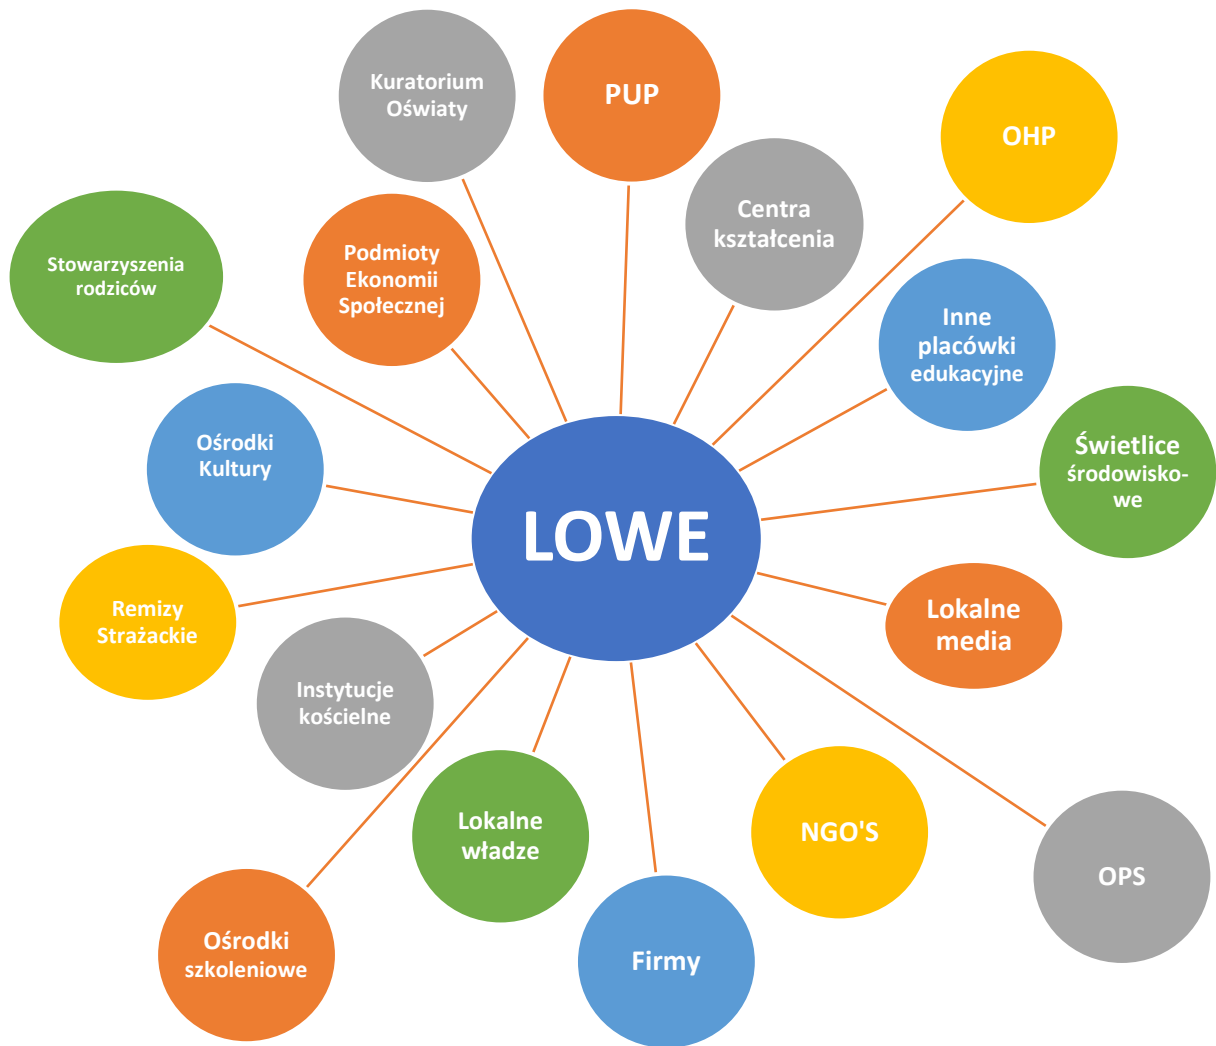 Kuratorium
Oświaty
PUP
OHP
Centra
kształcenia
Podmioty
Ekonomii
Społecznej
Stowarzyszenia
rodziców
Inne
placówki
edukacyjne
Ośrodki
Kultury
Świetlice
środowisko-
we
LOWE
Remizy
Strażackie
Lokalne
media
Instytucje
kościelne
Lokalne
władze
NGO'S
OPS
Ośrodki
szkoleniowe
Firmy